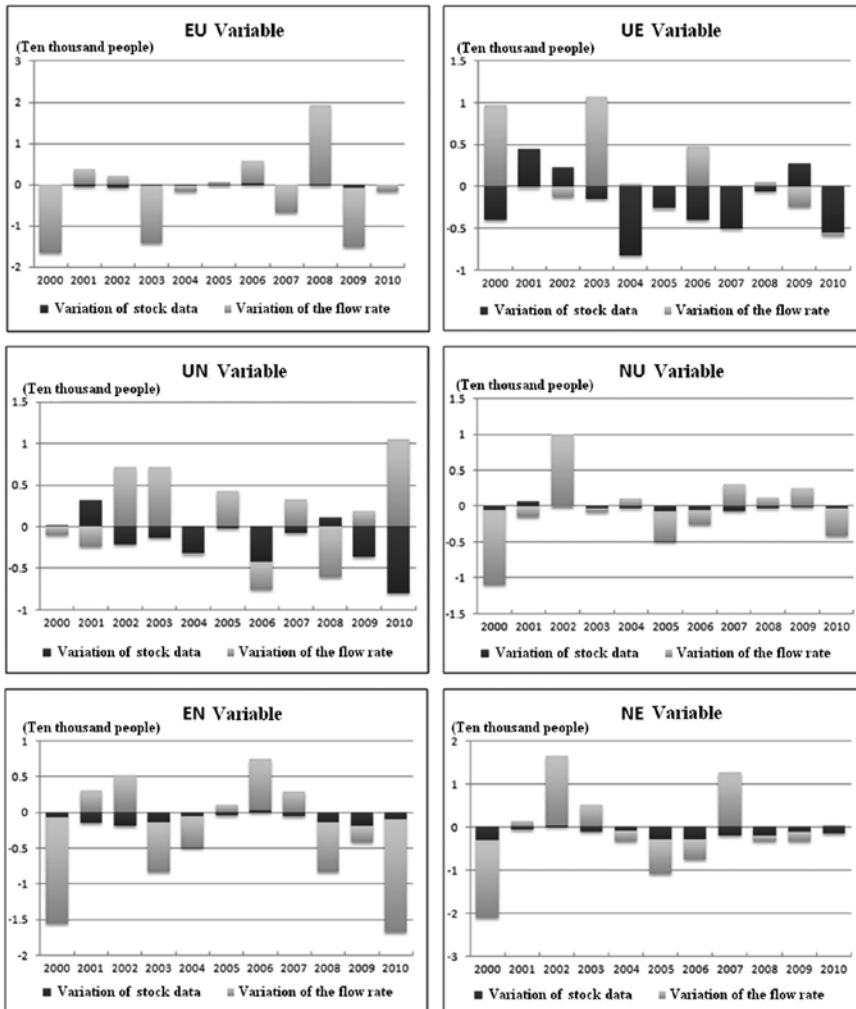 EU Variable
(Ten thousand people)
3
2
1
0
-1
-2
2000 2001 2002 2003 2004 2005 2006 2007 2008 2009 2010
Variation of stock data Variation of the flow rate
UE Variable
(Ten thousand people)
1.5
1
0.5
0
-0.5
-1
2000 2001 2002 2003 2004 2005 2006 2007 2008 2009 2010
Variation of stock data Variation of the flow rate
UN Variable
(Ten thousand people)
1.5
1
0.5
0
-0.5
-1
2000 2001 2002 2003 2004 2005 2006 2007 2008 2009 2010
Variation of stock data Variation of the flow rate
NU Variable
(Ten thousand people)
1.5
1
0.5
0
-0.5
-1
-1.5
2000 2001 2002 2003 2004 2005 2006 2007 2008 2009 2010
Variation of stock data Variation of the flow rate
EN Variable
(Ten thousand people)
1
0.5
0
-0.5
-1
-1.5
-2
2000 2001 2002 2003 2004 2005 2006 2007 2008 2009 2010
Variation of stock data Variation of the flow rate
NE Variable
(Ten thousand people)
2
1
0
-1
-2
-3
2000 2001 2002 2003 2004 2005 2006 2007 2008 2009 2010
Variation of stock data Variation of the flow rate